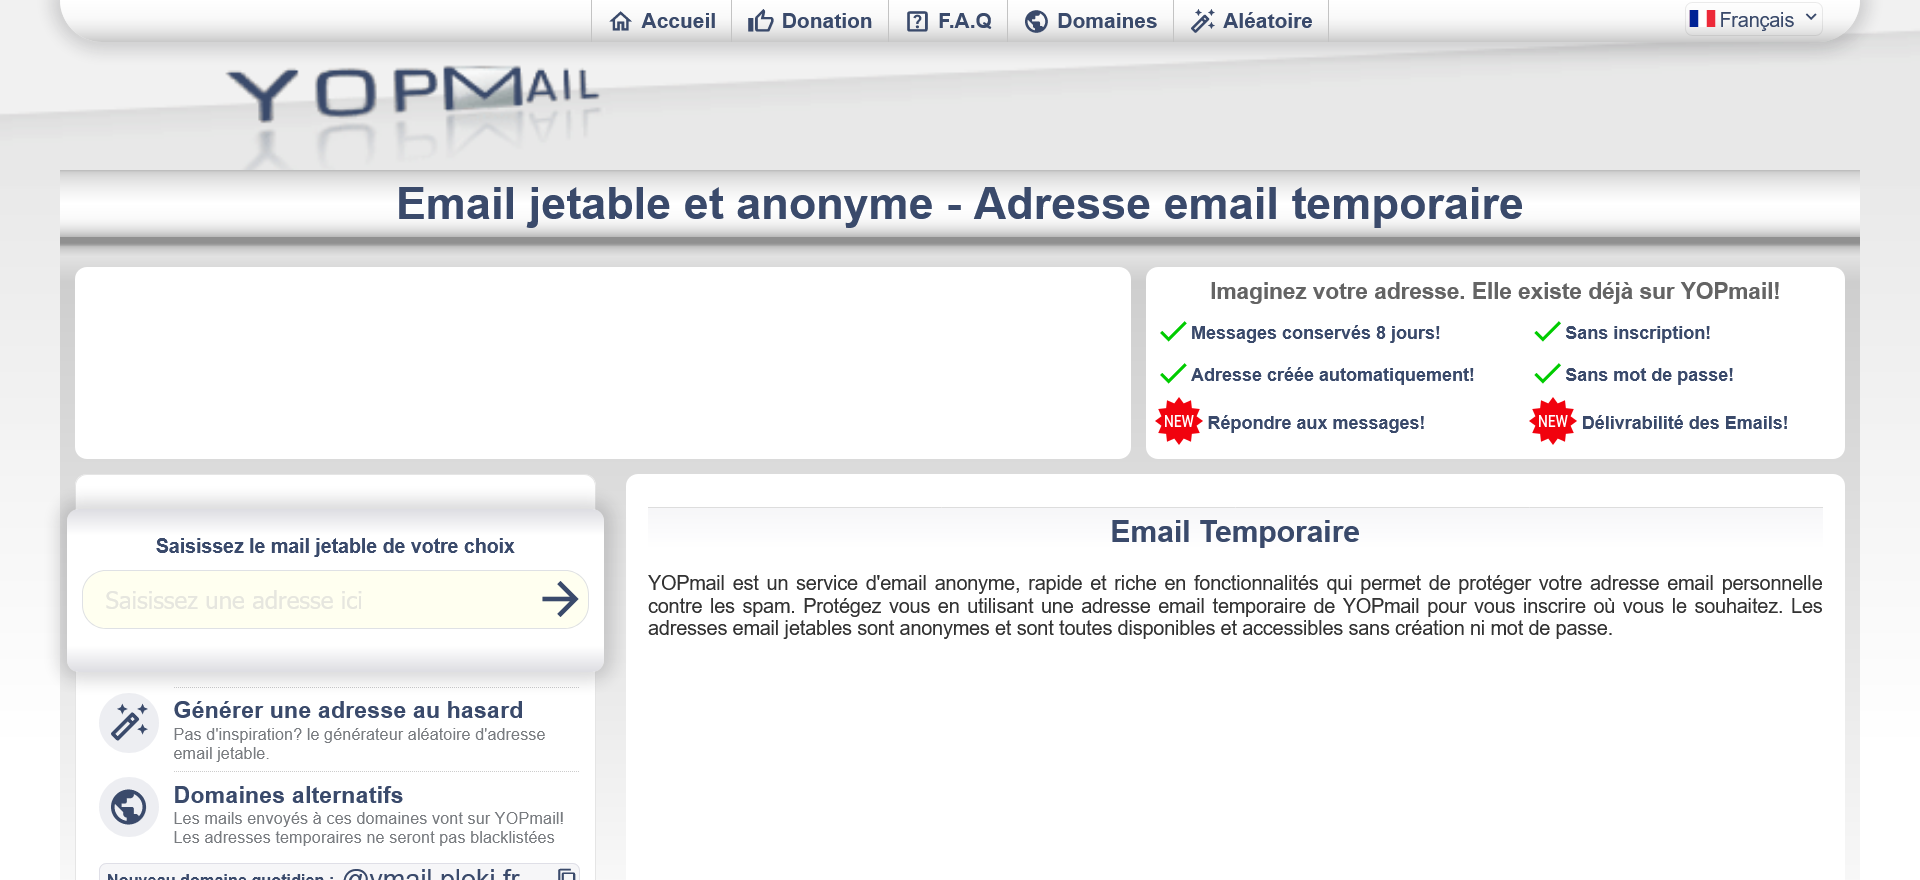 Accueil
Donation
F.A.Q
Domaines
Aléatoire
Français
YOPMAIL
Email jetable et anonyme - Adresse email temporaire
Imaginez votre adresse. Elle existe déjà sur YOPmail!
Messages conservés 8 jours!
Sans inscription!
Adresse créée automatiquement!
Sans mot de passe!
NEW Répondre aux messages!
NEW Délivrabilité des Emails!
Saisissez le mail jetable de votre choix
Saisissez une adresse ici
Générer une adresse au hasard
Pas d'inspiration? le générateur aléatoire d'adresse
email jetable.
Domaines alternatifs
Les mails envoyés à ces domaines vont sur YOPmail!
Les adresses temporaires ne seront pas blacklistées
Nouveau domaine quotidien : @ymail.ploki.fr
Email Temporaire
YOPmail est un service d'email anonyme, rapide et riche en fonctionnalités qui permet de protéger votre adresse email personnelle
contre les spam. Protégez vous en utilisant une adresse email temporaire de YOPmail pour vous inscrire où vous le souhaitez. Les
adresses email jetables sont anonymes et sont toutes disponibles et accessibles sans création ni mot de passe.